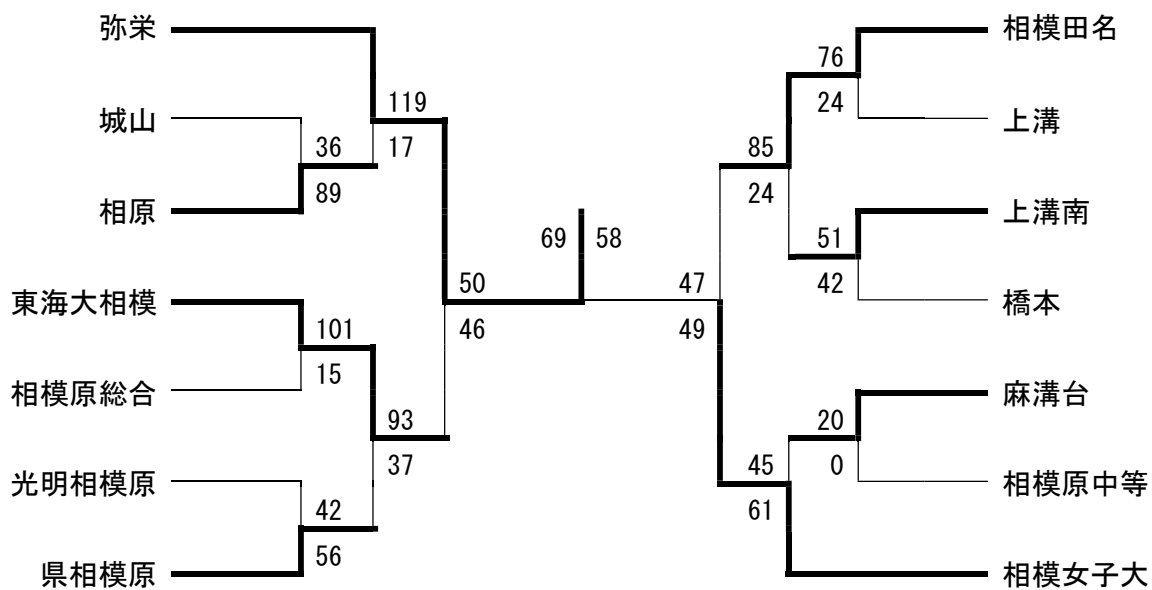 弥栄
城山
相原
東海大相模
相模原総合
光明相模原
県相模原
36
89
101
15
42
56
119
17
93
37
50
46
69 58
47
49
85
24
45
61
76
24
51
42
20
0
相模田名
上溝
上溝南
橋本
麻溝台
相模原中等
相模女子大